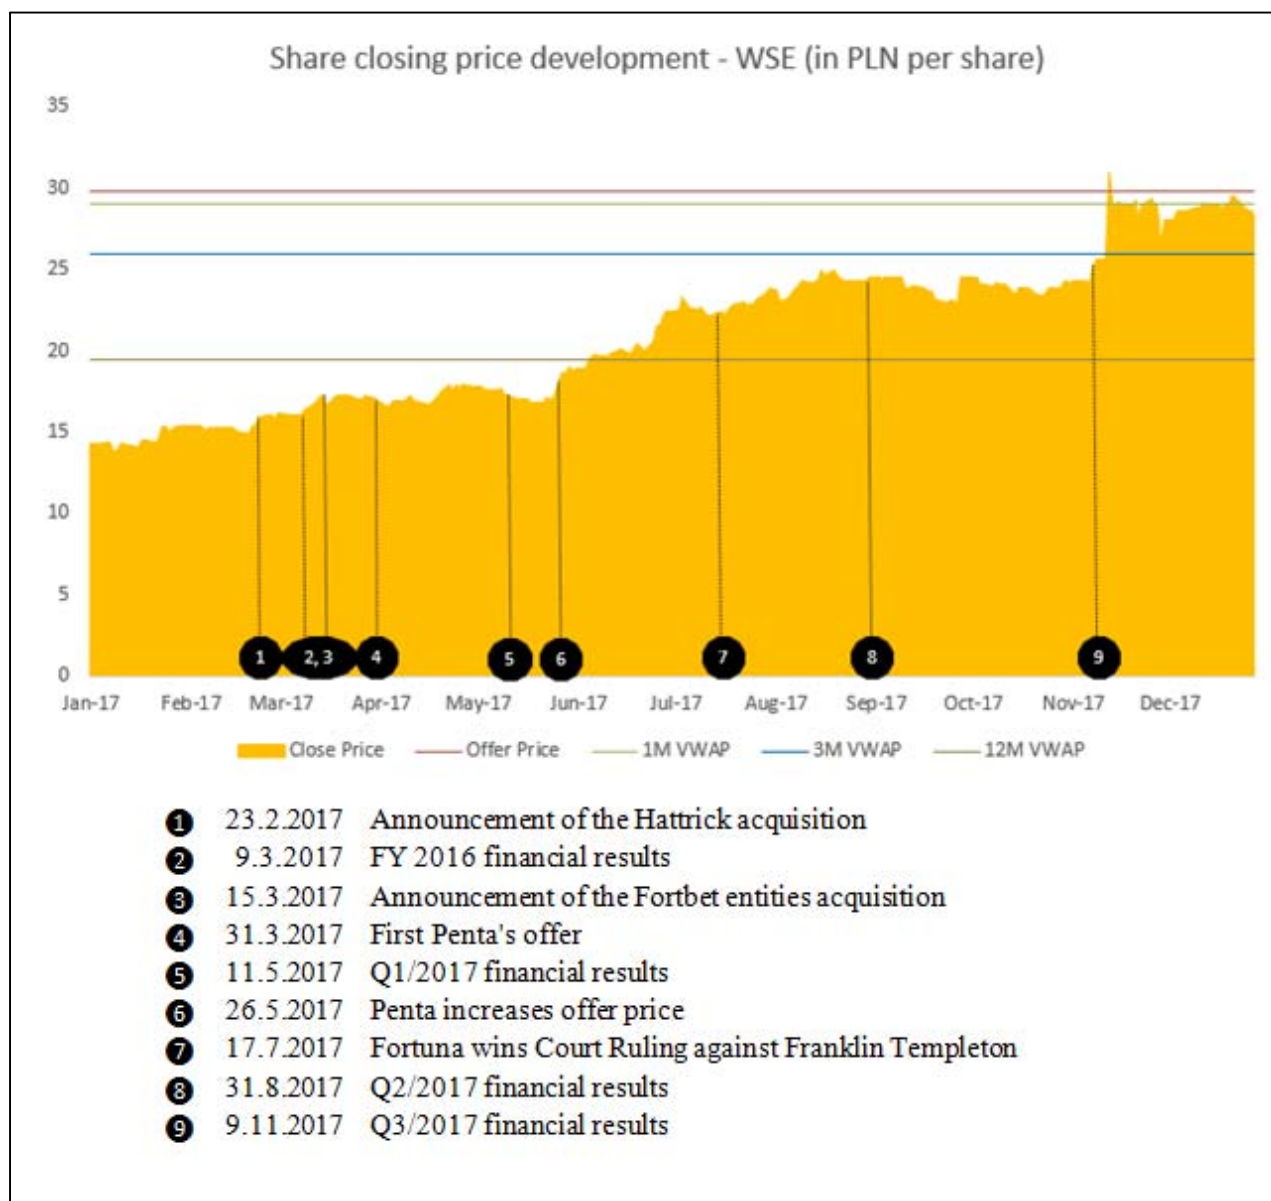 Share closing price development - WSE (in PLN per share)
35
30
25
20
15
10
5
0
1 2, 3 4 5 6 7 8 9
Jan-17 Feb-17 Mar-17 Apr-17 May-17 Jun-17 Jul-17 Aug-17 Sep-17 Oct-17 Nov-17 Dec-17
Close Price Offer Price 1M VWAP 3M VWAP 12M VWAP
1 23.2.2017 Announcement of the Hattrick acquisition
2 9.3.2017 FY 2016 financial results
3 15.3.2017 Announcement of the Fortbet entities acquisition
4 31.3.2017 First Penta's offer
5 11.5.2017 Q1/2017 financial results
6 26.5.2017 Penta increases offer price
7 17.7.2017 Fortuna wins Court Ruling against Franklin Templeton
8 31.8.2017 Q2/2017 financial results
9 9.11.2017 Q3/2017 financial results